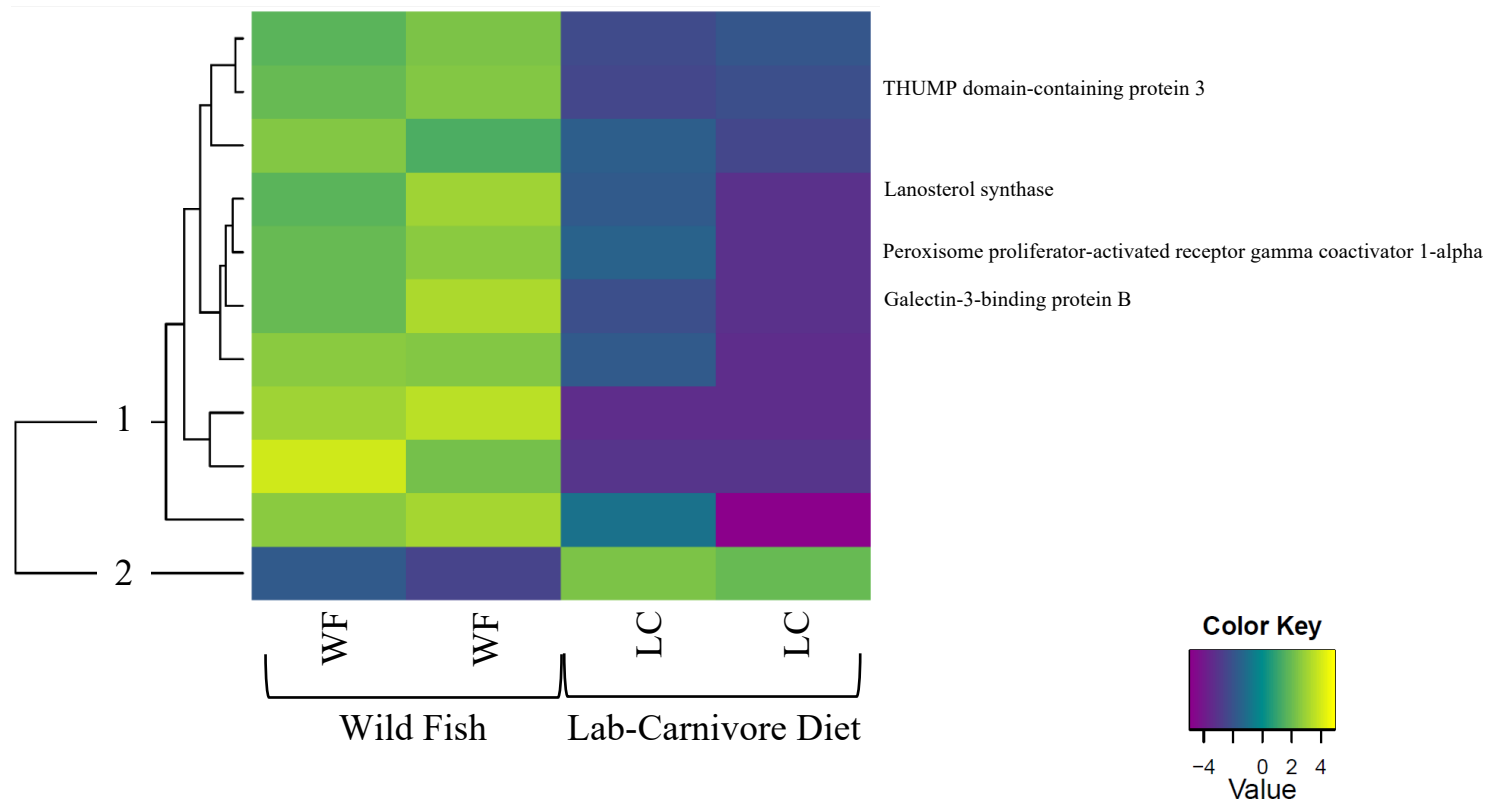 THUMP domain-containing protein 3
Lanosterol synthase
Peroxisome proliferator-activated receptor gamma coactivator 1-alpha
Galectin-3-binding protein B
1
2
WF WF LC LC
Wild Fish Lab-Carnivore Diet
Color Key
−4 0 2 4
Value